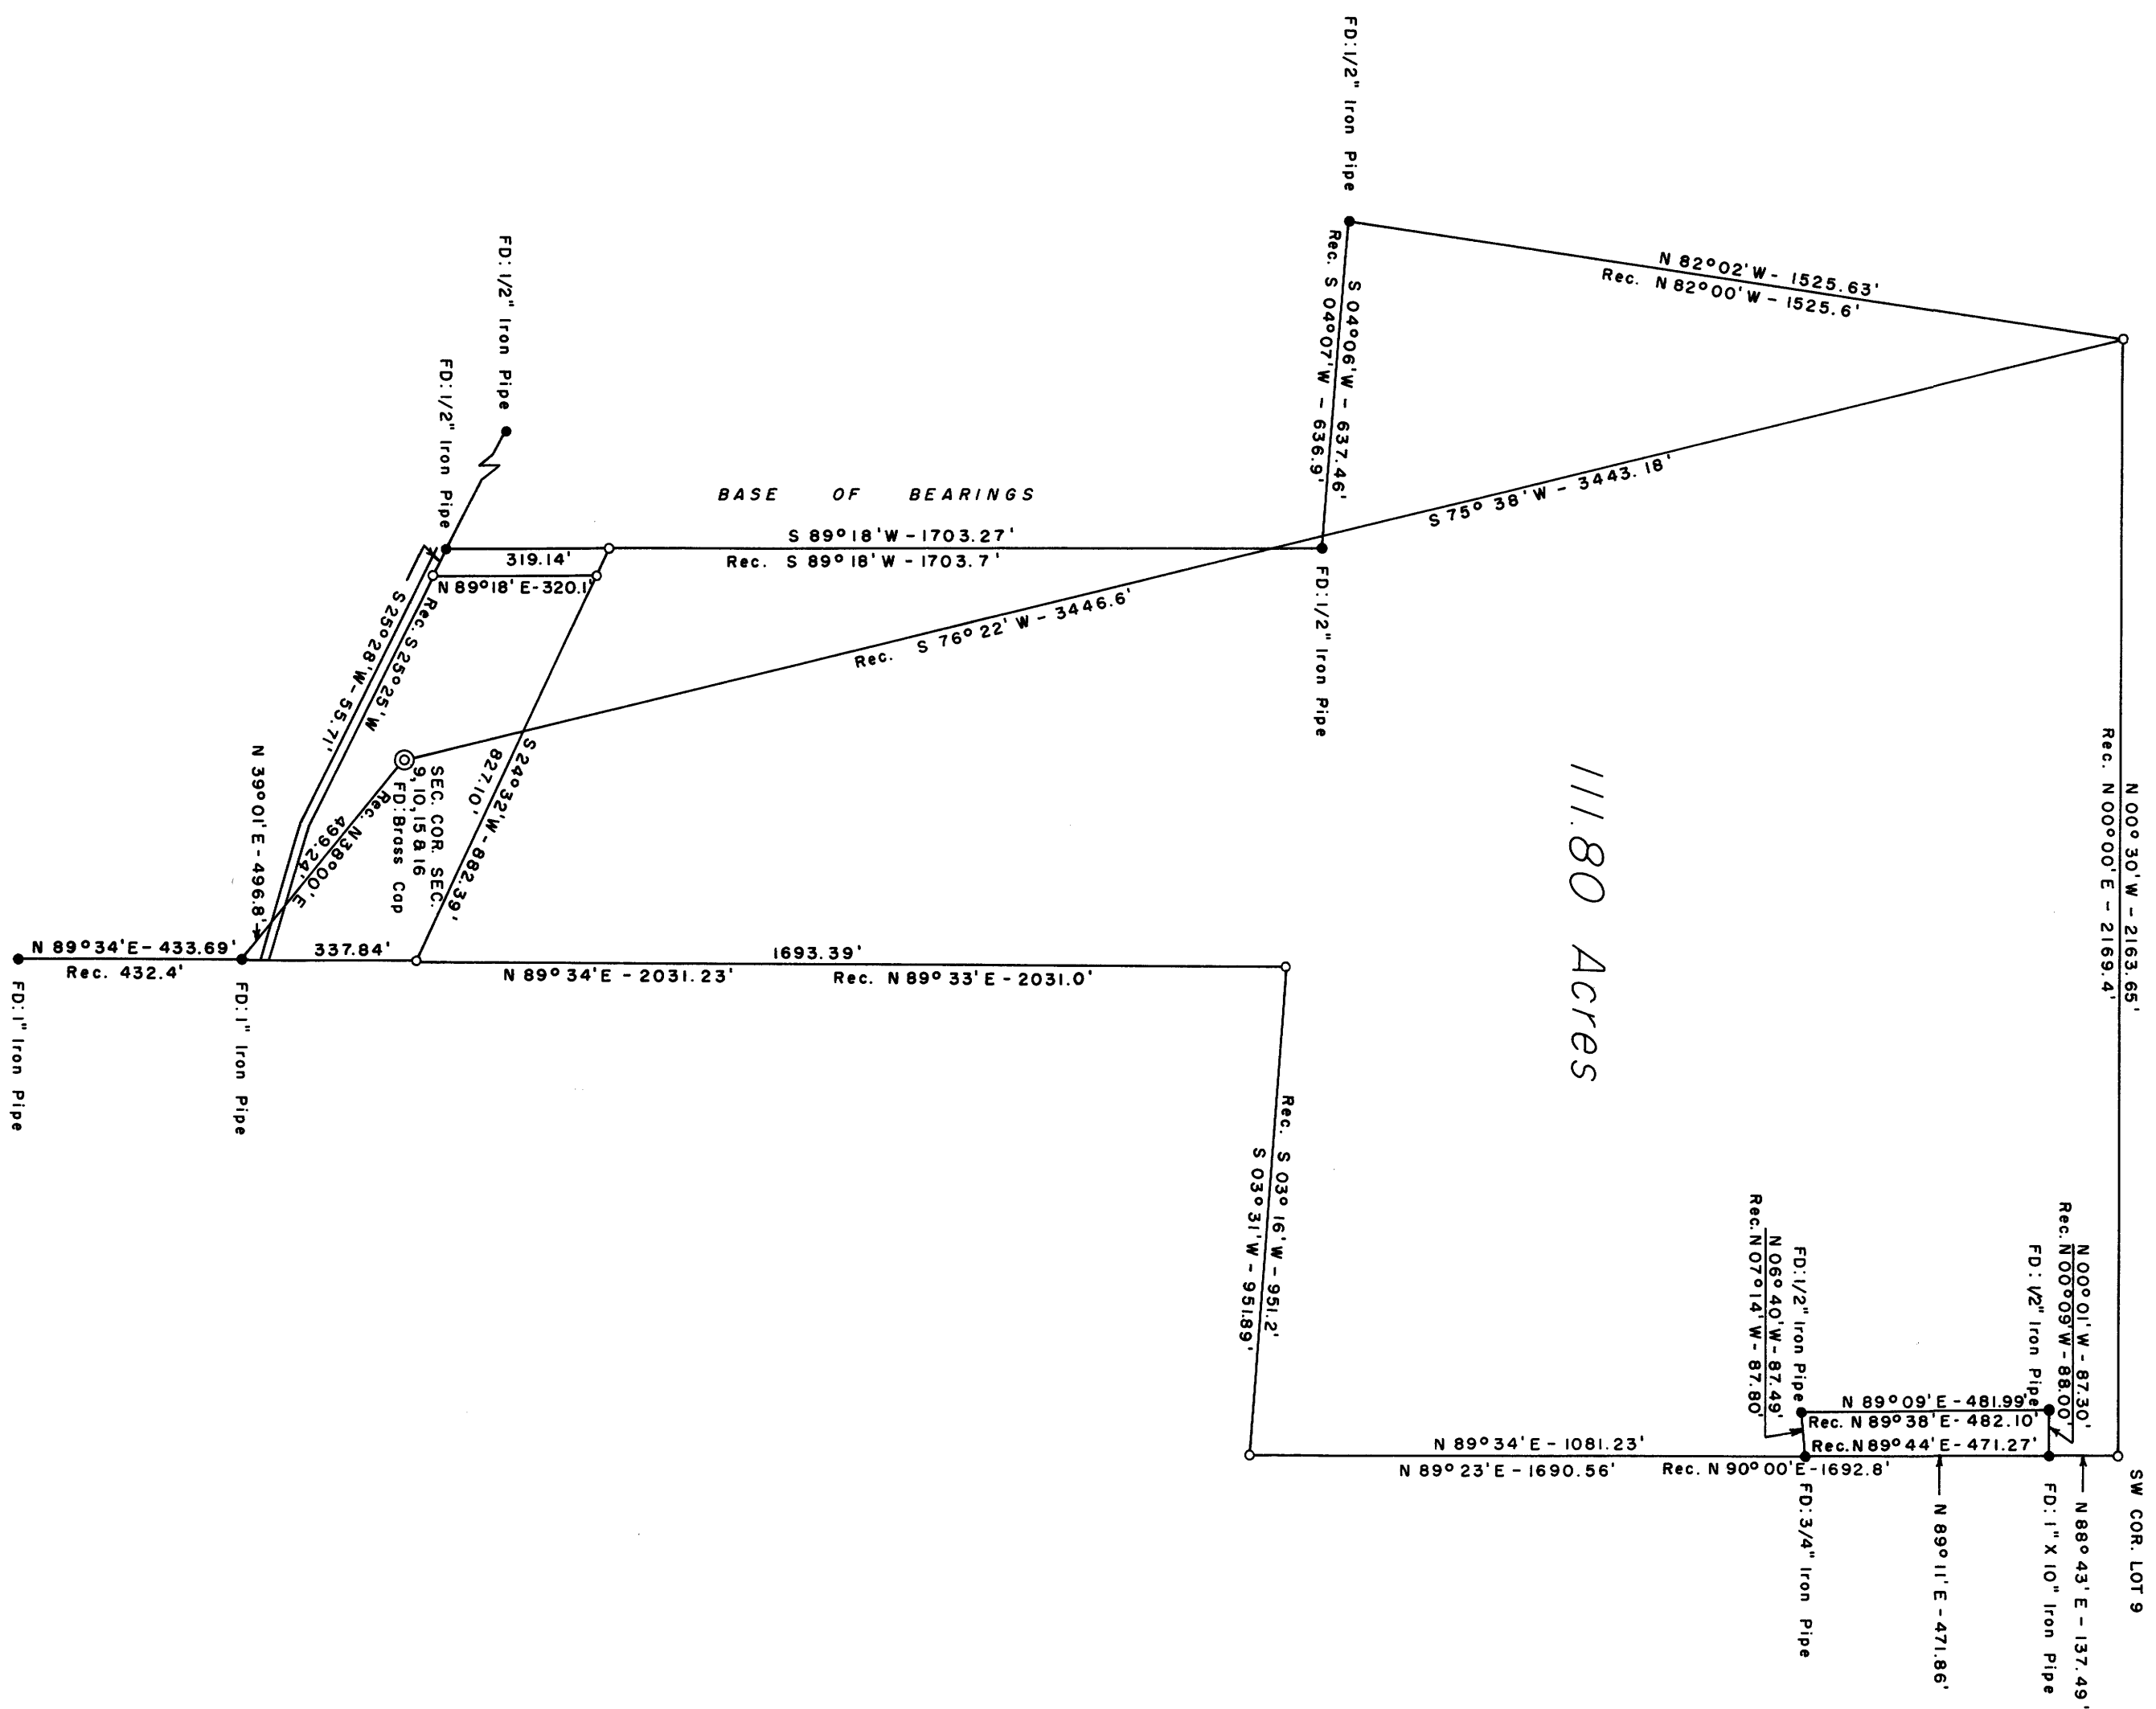 FD:1/2" Iron Pipe
N 82°02'W - 1525.63'
Rec. N 82°00'W - 1525.6'
S 04°06'W - 637.46'
Rec. S 04°07'W - 636.9'
FD: 1/2" Iron Pipe
FD:1/2" Iron Pipe
BASE OF BEARINGS
S 89°18'W - 1703.27'
Rec. S 89°18'W - 1703.7'
319.14'
N 89°18' E-320.1'
FD:1/2" Iron Pipe
S 75° 38' W - 3443.18'
Rec. S 76° 22' W - 3446.6'
S 25°28'W - 55.71'
Rec. S 25°25'W
S 24°32'W - 882.39'
827.10'
SEC. COR. SEC.
9, 10, 15 & 16
FD: Brass Cap
Rec. N38°00'E
499.24'
N 39°01'E - 496.8'
N 89°34'E - 433.69'
Rec. 432.4'
337.84'
1693.39'
N 89°34'E - 2031.23'
Rec. N 89°33'E - 2031.0'
FD:1" Iron Pipe
FD:1" Iron Pipe
111.80 Acres
N 00° 30'W - 2163.65'
Rec. N 00°00'E - 2169.4'
Rec. S 03° 16'W - 951.2'
S 03° 31'W - 951.89'
N 00°01'W - 87.30'
Rec. N00°09'W - 88.00'
FD: 1/2" Iron Pipe
FD:1/2" Iron Pipe
N 06°40'W - 87.49'
Rec. N 07°14'W - 87.80'
N 89°09'E - 481.99'
Rec. N 89°38'E - 482.10'
Rec. N 89°44'E - 471.27'
N 89°34'E - 1081.23'
N 89°23'E - 1690.56'
Rec. N 90°00'E - 1692.8'
SW COR. LOT 9
N 88°43'E - 137.49'
FD: 1" X 10" Iron Pipe
N 89°11'E - 471.86'
FD:3/4" Iron Pipe